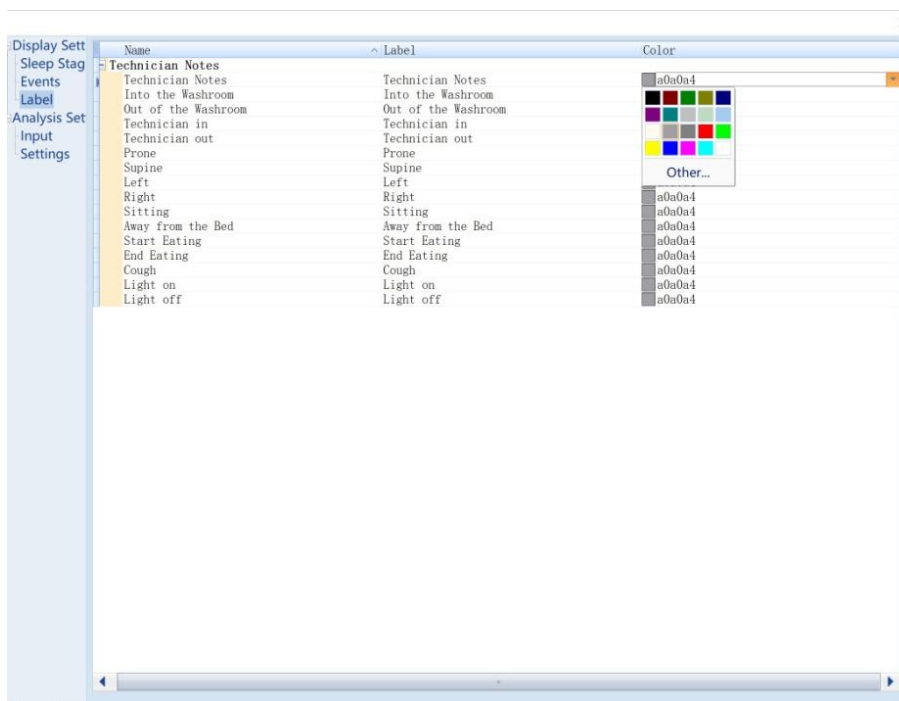 Display Sett
Sleep Stag
Events
Label
Analysis Set
Input
Settings
Name Label Color
Technician Notes
Technician Notes Technician Notes a0a0a4
Into the Washroom Into the Washroom
Out of the Washroom Out of the Washroom
Technician in Technician in
Technician out Technician out
Prone Prone
Supine Supine
Left Left
Right Right a0a0a4
Sitting Sitting a0a0a4
Away from the Bed Away from the Bed a0a0a4
Start Eating Start Eating a0a0a4
End Eating End Eating a0a0a4
Cough Cough a0a0a4
Light on Light on a0a0a4
Light off Light off a0a0a4
Other...